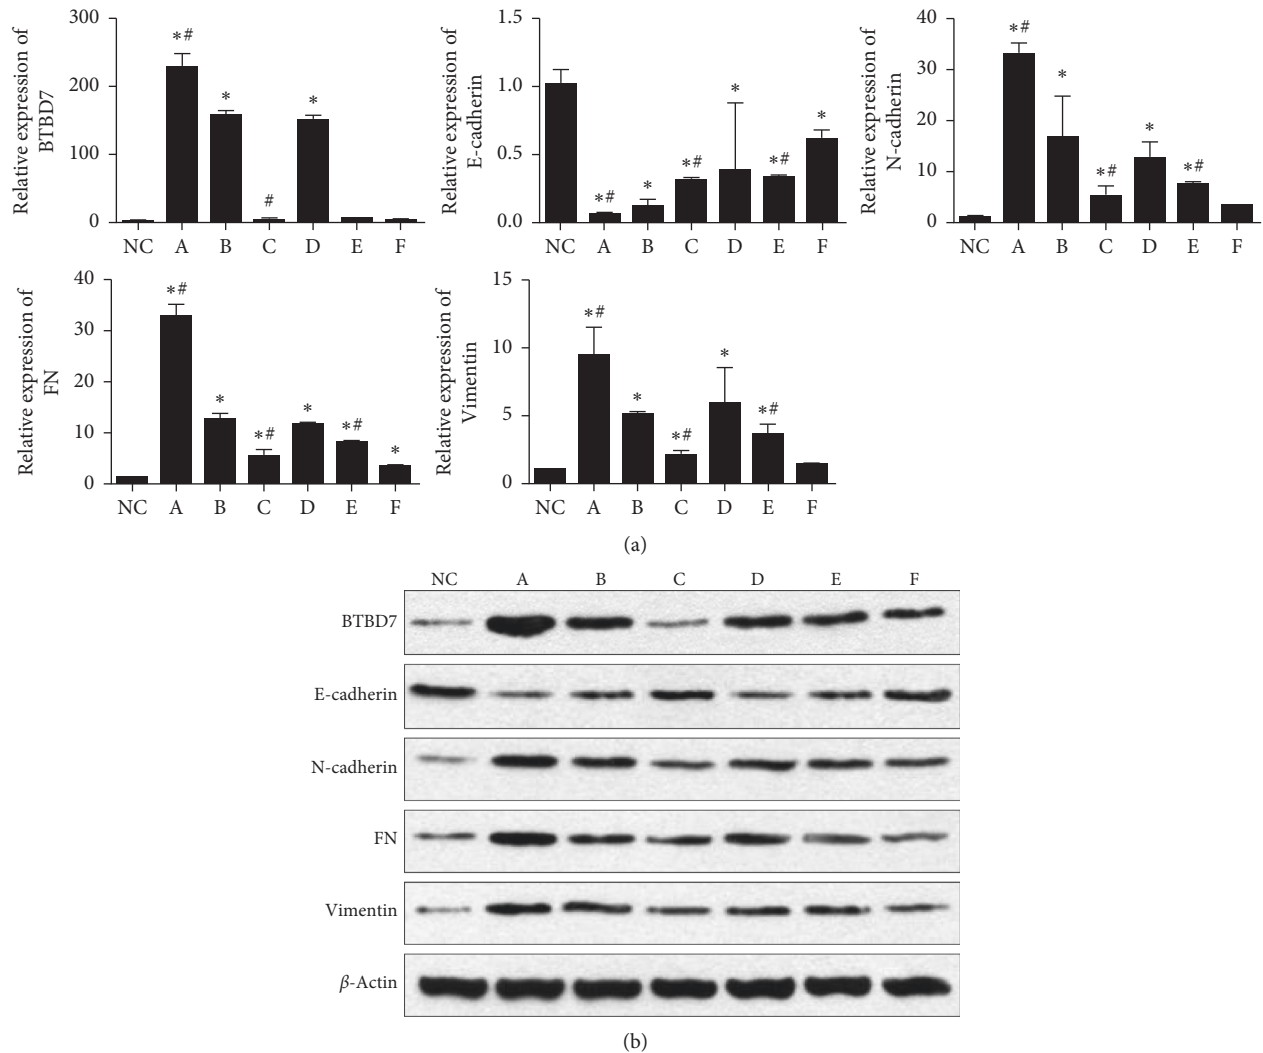 Relative expression of
BTBD7
300
200
100
0
*#
*
#
*
NC A B C D E F
Relative expression of
E-cadherin
1.5
1.0
0.5
0.0
*#
*
*#
*
*#
*
NC A B C D E F
Relative expression of
N-cadherin
40
30
20
10
0
*#
*
*#
*
*#
NC A B C D E F
Relative expression of
FN
40
30
20
10
0
*#
*
*#
*
*#
*
NC A B C D E F
Relative expression of
Vimentin
15
10
5
0
*#
*
*#
*
*#
NC A B C D E F
(a)
NC A B C D E F
BTBD7
E-cadherin
N-cadherin
FN
Vimentin
β-Actin
(b)